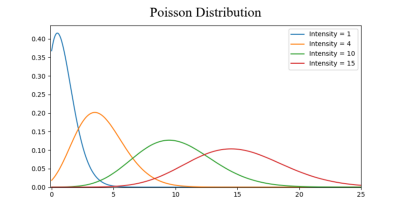 Poisson Distribution
Intensity = 1
Intensity = 4
Intensity = 10
Intensity = 15
0.40
0.35
0.30
0.25
0.20
0.15
0.10
0.05
0.00
0 5 10 15 20 25